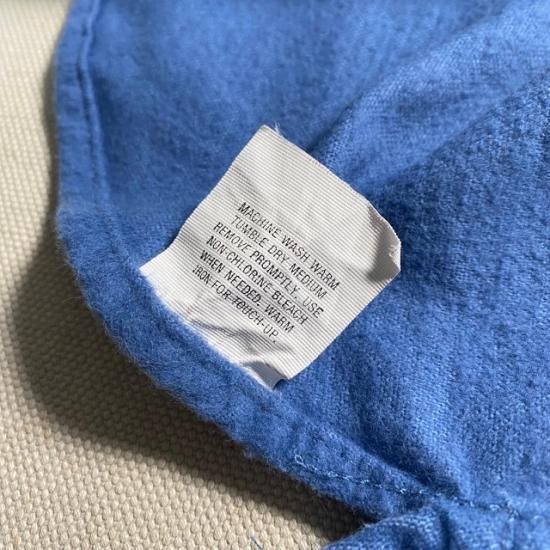 MACHINE WASH WARM
TUMBLE DRY MEDIUM
REMOVE PROMPTLY. USE
NON-CHLORINE BLEACH
WHEN NEEDED. WARM
IRON FOR TOUCH-UP.